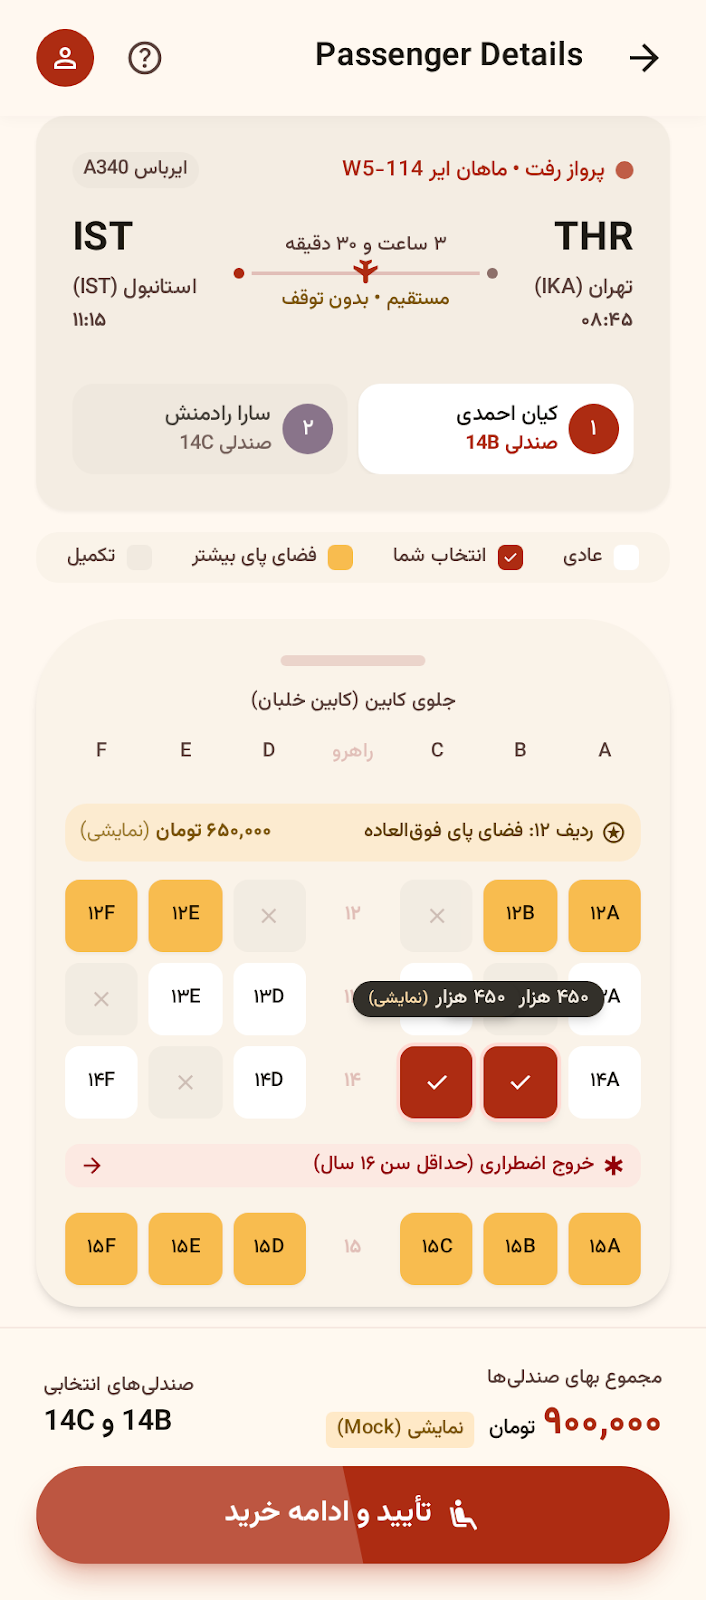 Passenger Details
پرواز رفت • ماهان ایر W5-114
ایرباس A340
THR
۳ ساعت و ۳۰ دقیقه
IST
تهران (IKA)
مستقیم • بدون توقف
استانبول (IST)
۰۸:۴۵
۱۱:۱۵
۱
کیان احمدی
صندلی 14B
۲
سارا رادمنش
صندلی 14C
عادی
انتخاب شما
فضای پای بیشتر
تکمیل
جلوی کابین (کابین خلبان)
A B C راهرو D E F
ردیف ۱۲: فضای پای فوق‌العاده
۶۵۰,۰۰۰ تومان (نمایشی)
۱۲A ۱۲B ۱۲ ۱۲E ۱۲F
۴۵۰ هزار ۴۵۰ هزار (نمایشی)
۱۳D ۱۳E
۱۴A ۱۴ ۱۴D ۱۴F
خروج اضطراری (حداقل سن ۱۶ سال)
۱۵A ۱۵B ۱۵C ۱۵ ۱۵D ۱۵E ۱۵F
مجموع بهای صندلی‌ها
۹۰۰,۰۰۰ تومان نمایشی (Mock)
صندلی‌های انتخابی
14B و 14C
تأیید و ادامه خرید